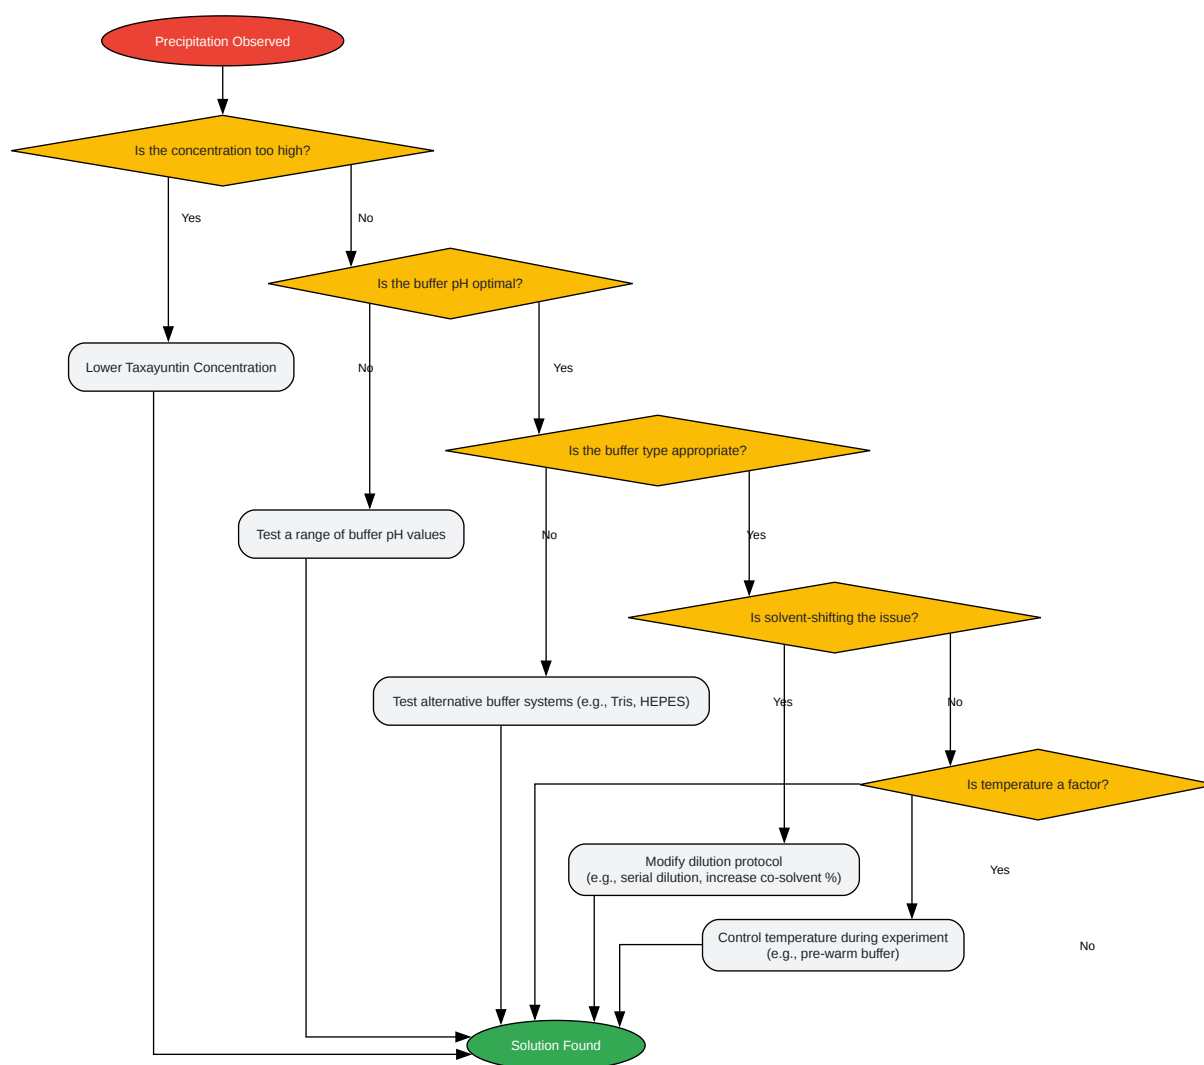 Precipitation Observed
Is the concentration too high?
Yes
No
Is the buffer pH optimal?
Lower Taxayuntin Concentration
No
Yes
Is the buffer type appropriate?
Test a range of buffer pH values
No
Yes
Is solvent-shifting the issue?
Test alternative buffer systems (e.g., Tris, HEPES)
Yes
No
Is temperature a factor?
Modify dilution protocol
(e.g., serial dilution, increase co-solvent %)
Yes
Control temperature during experiment
(e.g., pre-warm buffer)
No
Solution Found